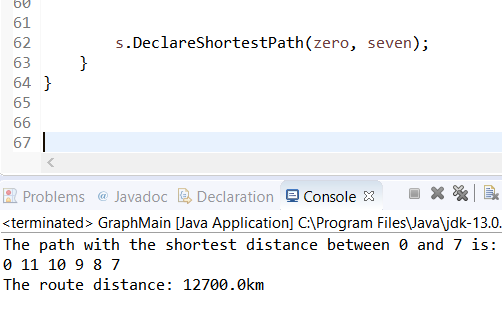 60
61
62 s.DeclareShortestPath(zero, seven);
63 }
64 }
65
66
67
Problems @ Javadoc Declaration Console
<terminated> GraphMain [Java Application] C:\Program Files\Java\jdk-13.0.
The path with the shortest distance between 0 and 7 is:
0 11 10 9 8 7
The route distance: 12700.0km